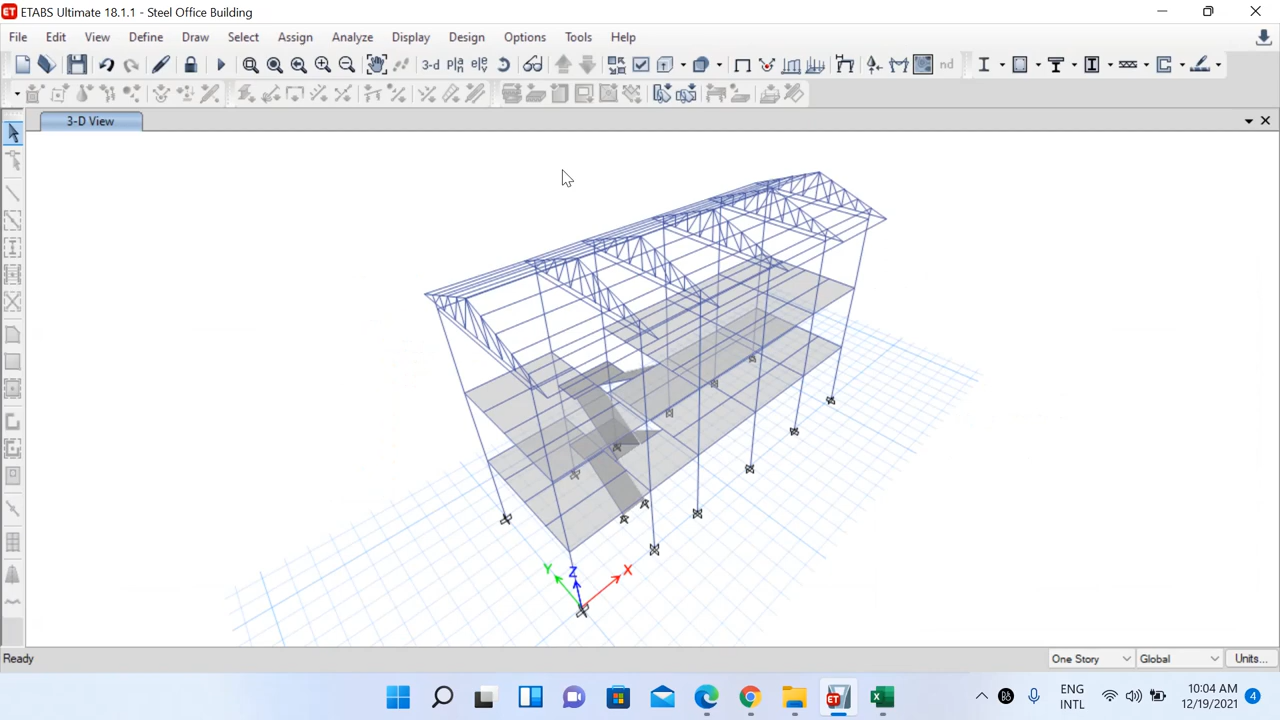 ET ETABS Ultimate 18.1.1 - Steel Office Building
File Edit View Define Draw Select Assign Analyze Display Design Options Tools Help
3-d nd
3-D View
Z
Y
X
Ready
One Story Global Units...
ET
ENG
INTL
10:04 AM
12/19/2021
4